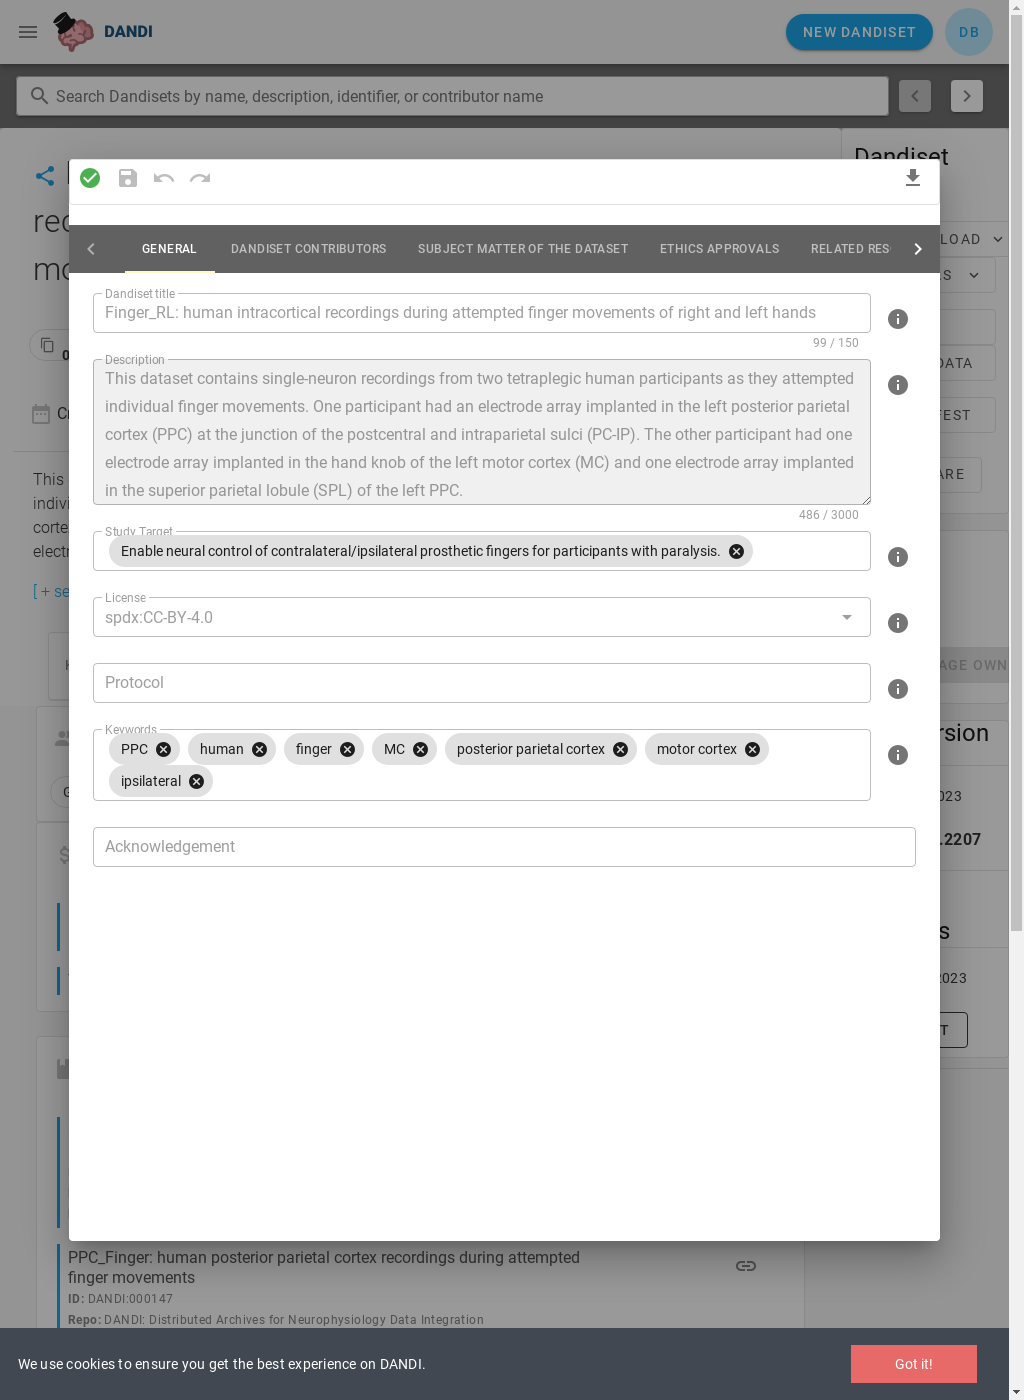 DANDI
NEW DANDISET
DB
Search Dandisets by name, description, identifier, or contributor name
Dandiset
GENERAL
DANDISET CONTRIBUTORS
SUBJECT MATTER OF THE DATASET
ETHICS APPROVALS
RELATED RES
Dandiset title
Finger_RL: human intracortical recordings during attempted finger movements of right and left hands
99 / 150
Description
This dataset contains single-neuron recordings from two tetraplegic human participants as they attempted
individual finger movements. One participant had an electrode array implanted in the left posterior parietal
cortex (PPC) at the junction of the postcentral and intraparietal sulci (PC-IP). The other participant had one
electrode array implanted in the hand knob of the left motor cortex (MC) and one electrode array implanted
in the superior parietal lobule (SPL) of the left PPC.
486 / 3000
This
Study Target
Enable neural control of contralateral/ipsilateral prosthetic fingers for participants with paralysis.
[ + se
License
spdx:CC-BY-4.0
Protocol
Keywords
PPC
human
finger
MC
posterior parietal cortex
motor cortex
ipsilateral
.2207
Acknowledgement
PPC_Finger: human posterior parietal cortex recordings during attempted
finger movements
ID: DANDI:000147
Repo: DANDI: Distributed Archives for Neurophysiology Data Integration
We use cookies to ensure you get the best experience on DANDI.
Got it!